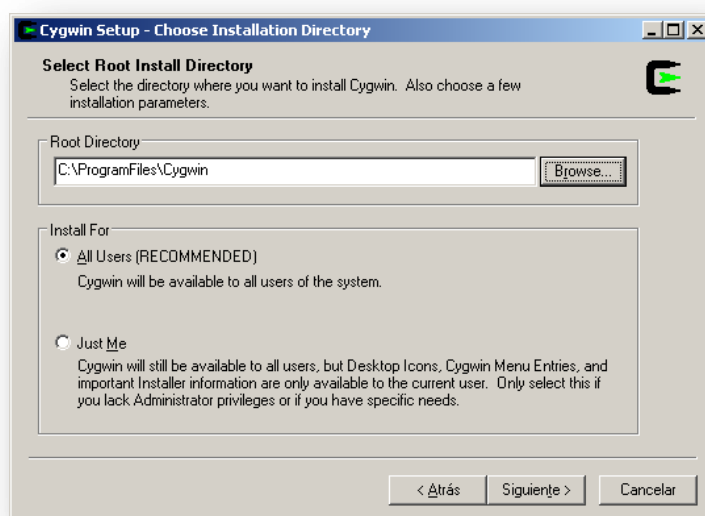 Cygwin Setup - Choose Installation Directory
Select Root Install Directory
Select the directory where you want to install Cygwin. Also choose a few
installation parameters.
Root Directory
C:\ProgramFiles\Cygwin
Browse...
Install For
All Users (RECOMMENDED)
Cygwin will be available to all users of the system.
Just Me
Cygwin will still be available to all users, but Desktop Icons, Cygwin Menu Entries, and
important Installer information are only available to the current user. Only select this if
you lack Administrator privileges or if you have specific needs.
< Atrás Siguiente > Cancelar